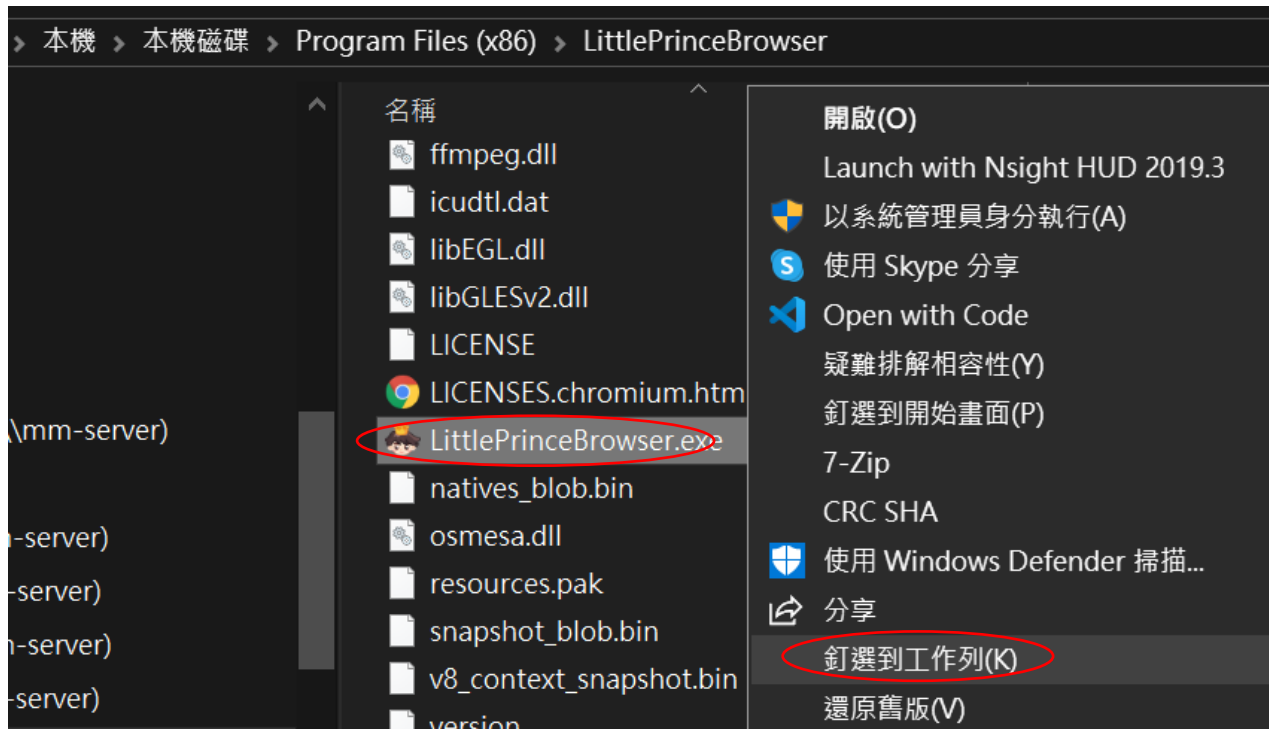 本機 > 本機磁碟 > Program Files (x86) > LittlePrinceBrowser
\mm-server)
-server)
-server)
-server)
-server)
名稱
ffmpeg.dll
icudtl.dat
libEGL.dll
libGLESv2.dll
LICENSE
LICENSES.chromium.htm
LittlePrinceBrowser.exe
natives_blob.bin
osmesa.dll
resources.pak
snapshot_blob.bin
v8_context_snapshot.bin
version
開啟(O)
Launch with Nsight HUD 2019.3
以系統管理員身分執行(A)
使用 Skype 分享
Open with Code
疑難排解相容性(Y)
釘選到開始畫面(P)
7-Zip
CRC SHA
使用 Windows Defender 掃描...
分享
釘選到工作列(K)
還原舊版(V)